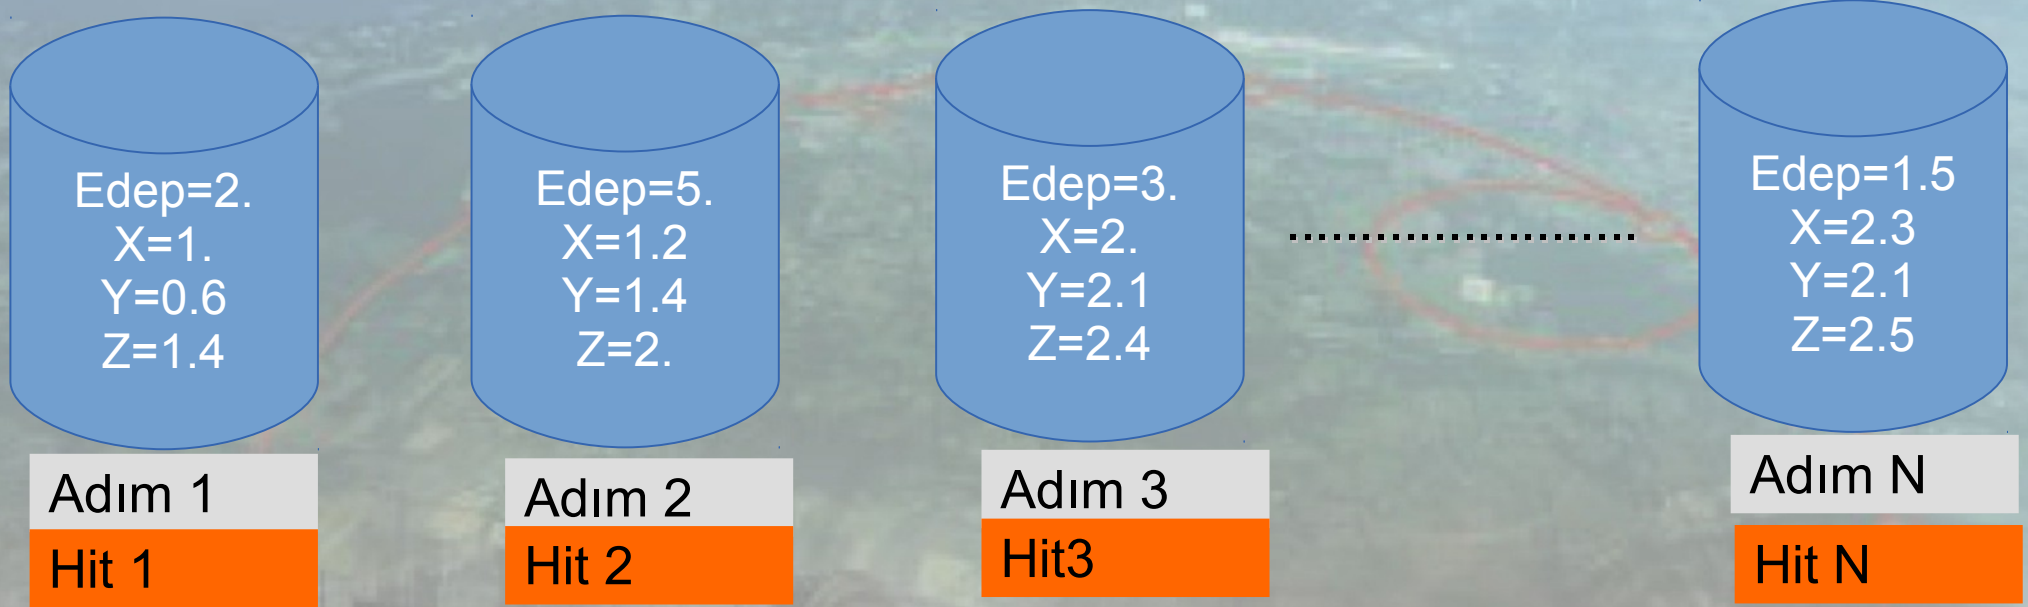 Edep=2.
X=1.
Y=0.6
Z=1.4
Adım 1
Hit 1
Edep=5.
X=1.2
Y=1.4
Z=2.
Adım 2
Hit 2
Edep=3.
X=2.
Y=2.1
Z=2.4
Adım 3
Hit3
Edep=1.5
X=2.3
Y=2.1
Z=2.5
Adım N
Hit N